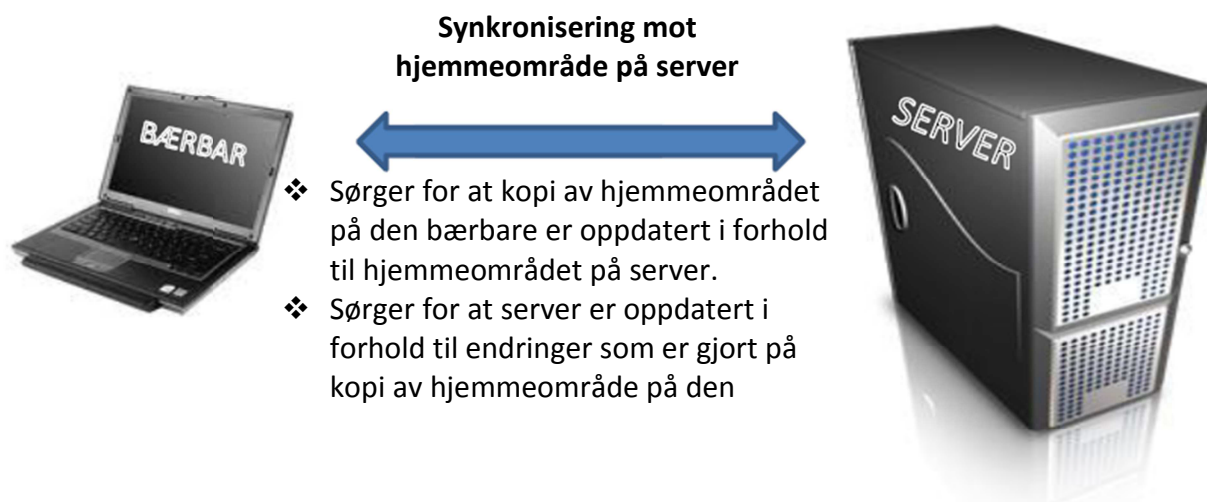 Synkronisering mot
hjemmeområde på server
BÆRBAR
SERVER
❖ Sørger for at kopi av hjemmeområdet
på den bærbare er oppdatert i forhold
til hjemmeområdet på server.
❖ Sørger for at server er oppdatert i
forhold til endringer som er gjort på
kopi av hjemmeområde på den